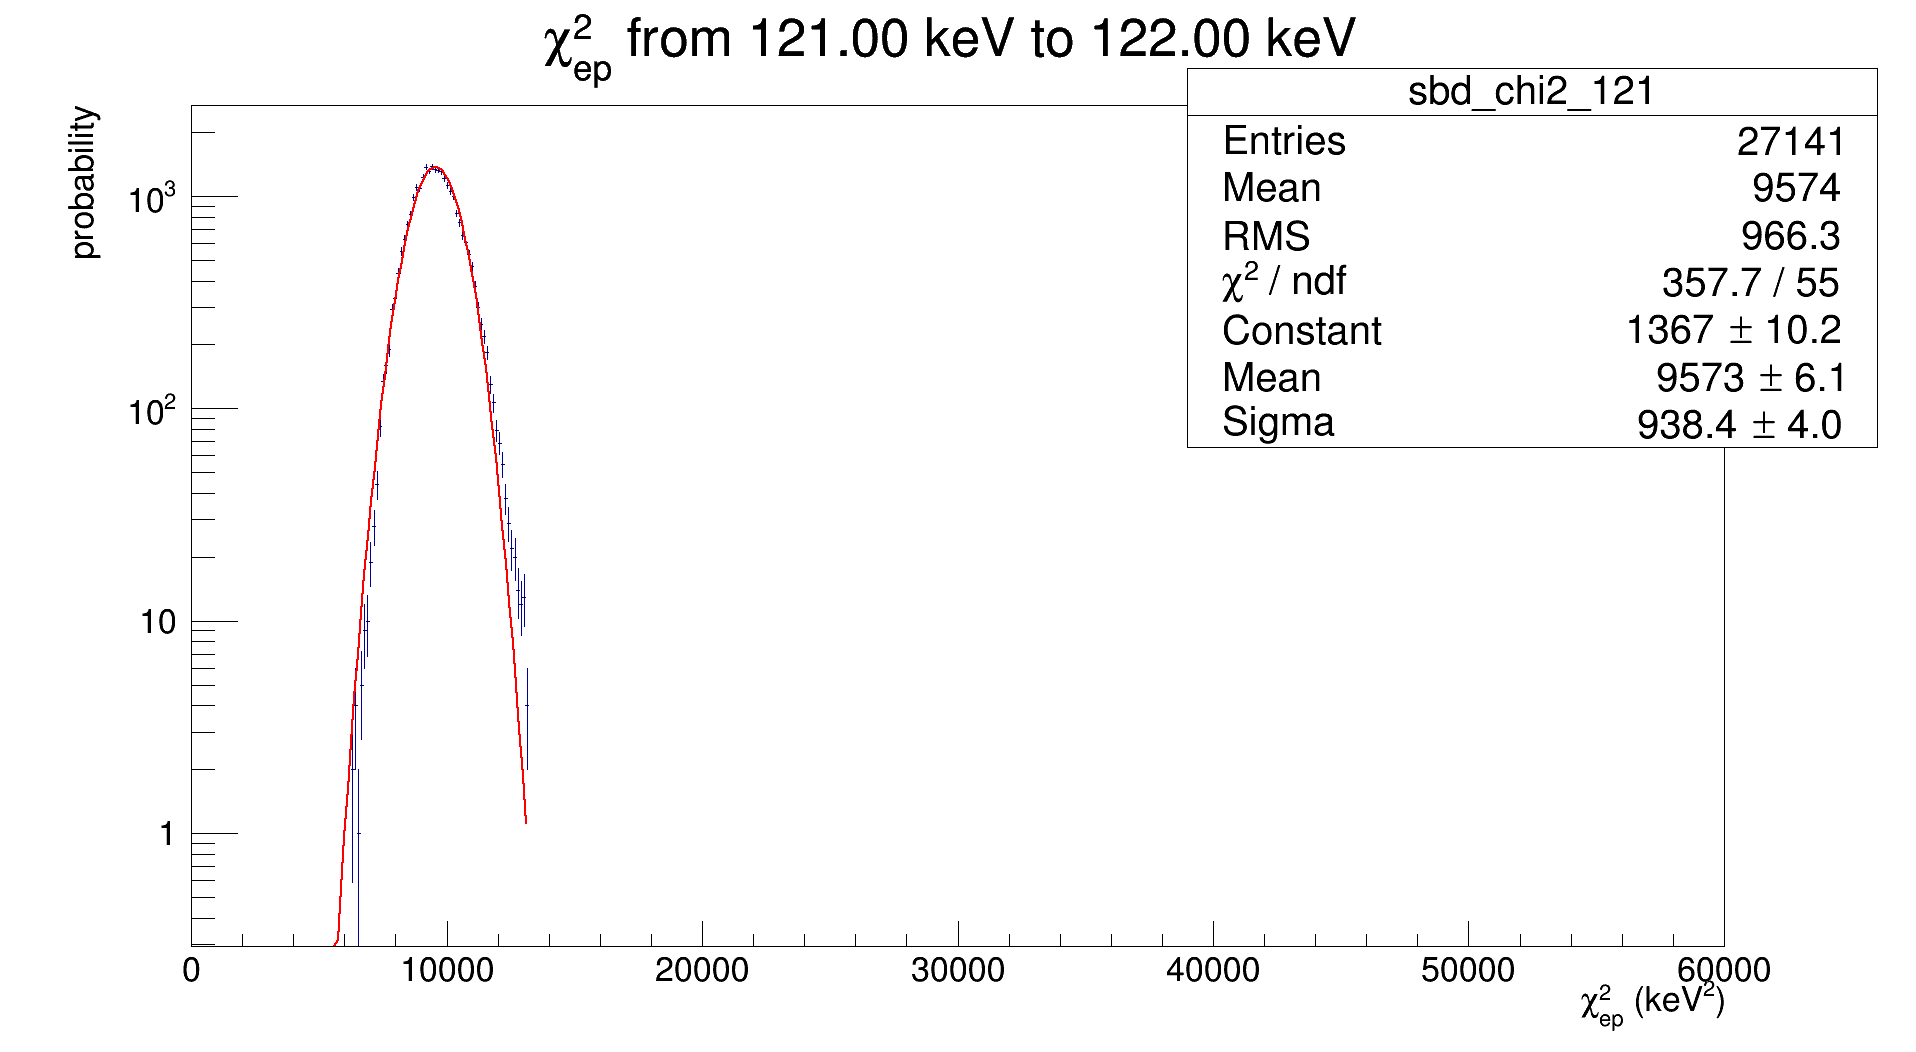 χ²ep from 121.00 keV to 122.00 keV
sbd_chi2_121
Entries 27141
Mean 9574
RMS 966.3
χ² / ndf 357.7 / 55
Constant 1367 ± 10.2
Mean 9573 ± 6.1
Sigma 938.4 ± 4.0
probability
10³
10²
10
1
0 10000 20000 30000 40000 50000 60000
χ²ep (keV²)